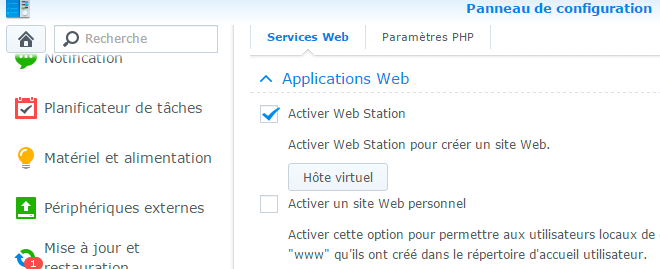 Panneau de configuration
Recherche
Services Web
Paramètres PHP
Notification
Applications Web
Planificateur de tâches
Activer Web Station
Activer Web Station pour créer un site Web.
Matériel et alimentation
Hôte virtuel
Périphériques externes
Activer un site Web personnel
Activer cette option pour permettre aux utilisateurs locaux de
Mise à jour et
"www" qu'ils ont créé dans le répertoire d'accueil utilisateur.
1
restauration